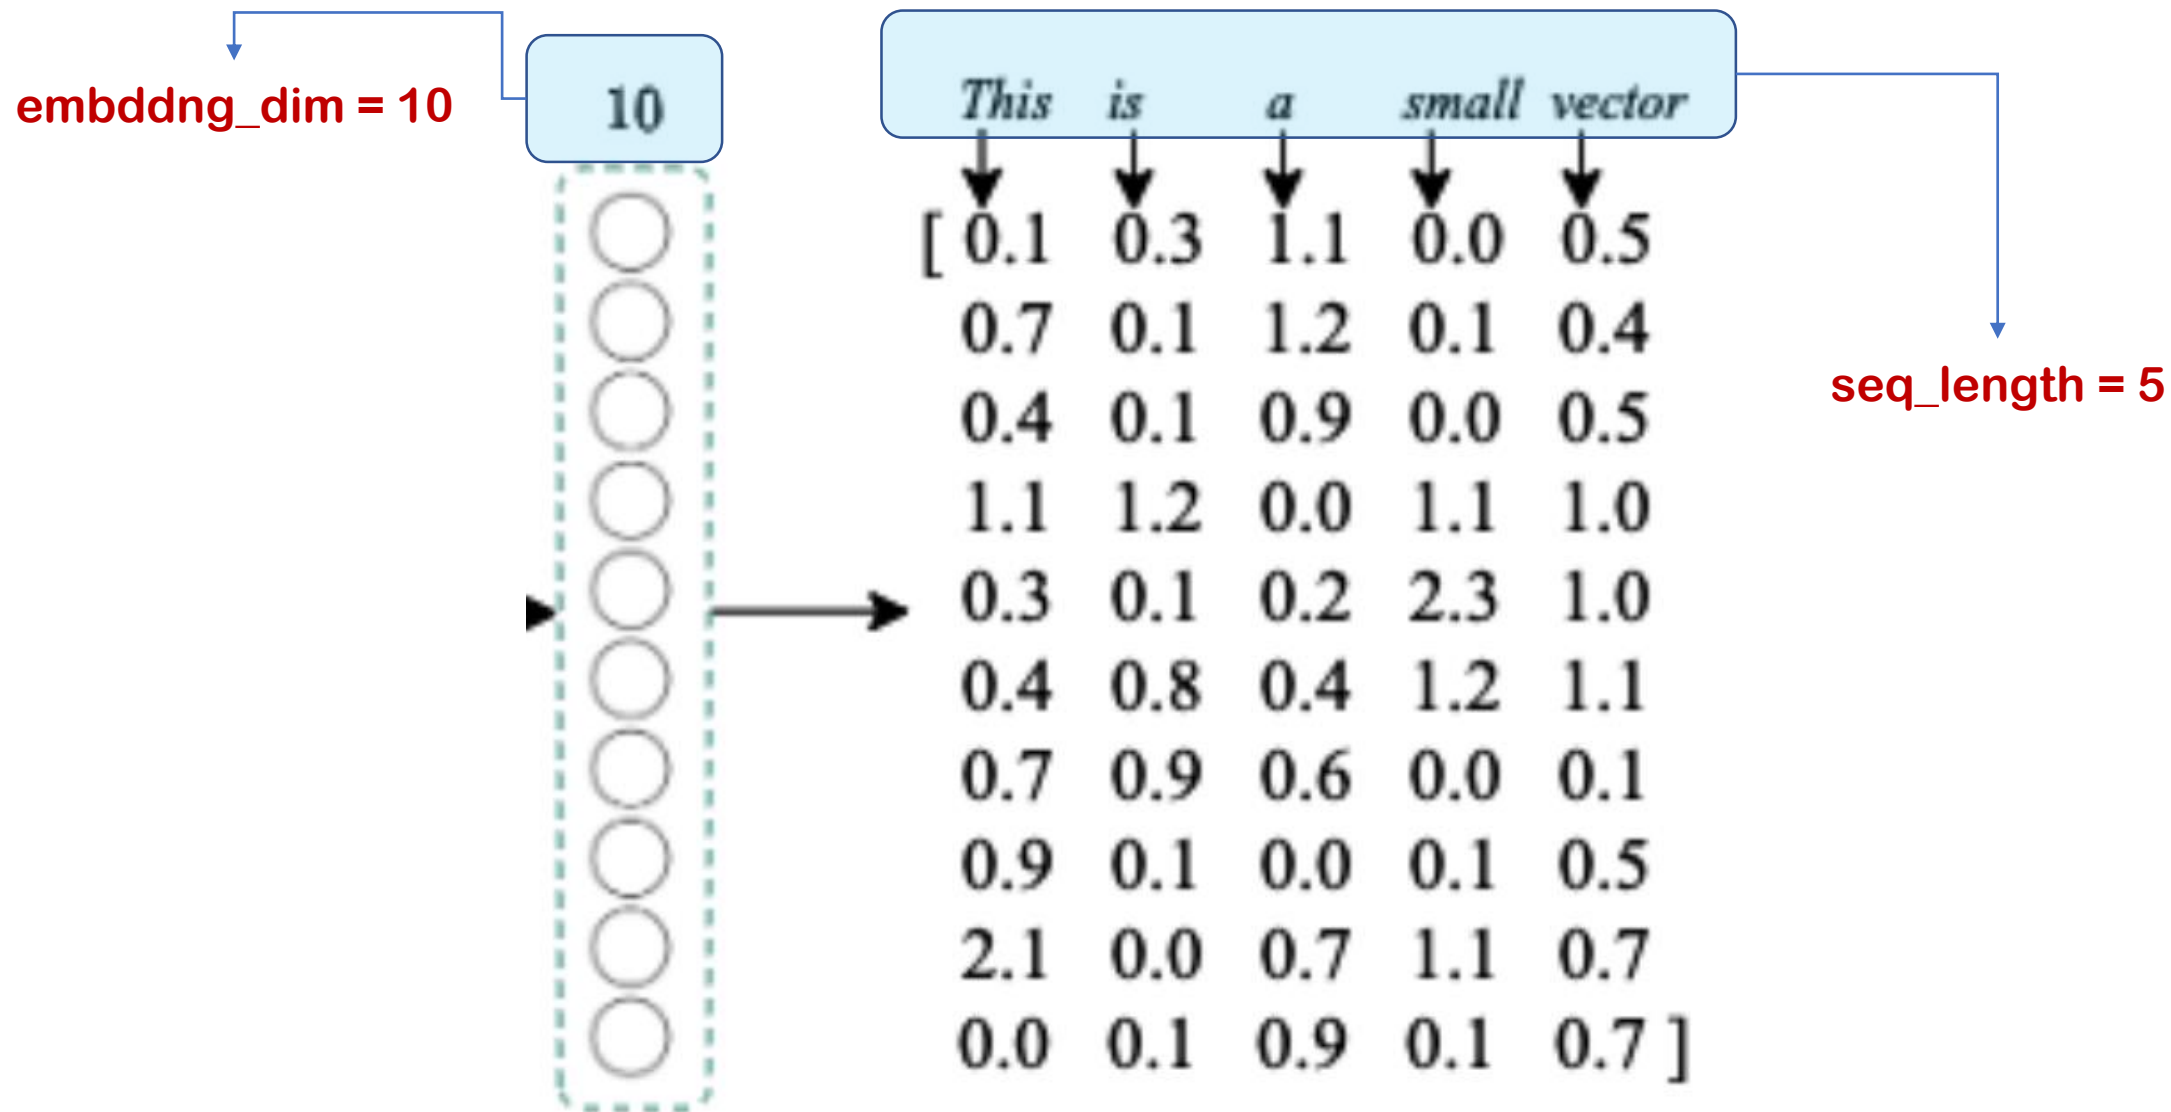 embddng_dim = 10
10
This is a small vector
[ 0.1 0.3 1.1 0.0 0.5
0.7 0.1 1.2 0.1 0.4
0.4 0.1 0.9 0.0 0.5
1.1 1.2 0.0 1.1 1.0
0.3 0.1 0.2 2.3 1.0
0.4 0.8 0.4 1.2 1.1
0.7 0.9 0.6 0.0 0.1
0.9 0.1 0.0 0.1 0.5
2.1 0.0 0.7 1.1 0.7
0.0 0.1 0.9 0.1 0.7 ]
seq_length = 5